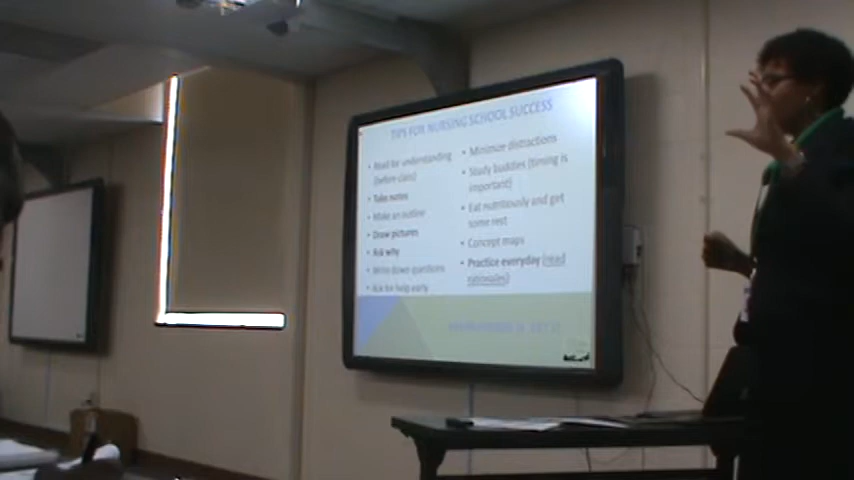 TIPS FOR NURSING SCHOOL SUCCESS
• Read for understanding
(before class)
• Take notes
• Make an outline
• Draw pictures
• Ask why
• Write down questions
• Ask for help early
• Minimize distractions
• Study buddies (timing is
important)
• Eat nutritiously and get
some rest
• Concept maps
• Practice everyday (read
rationales)